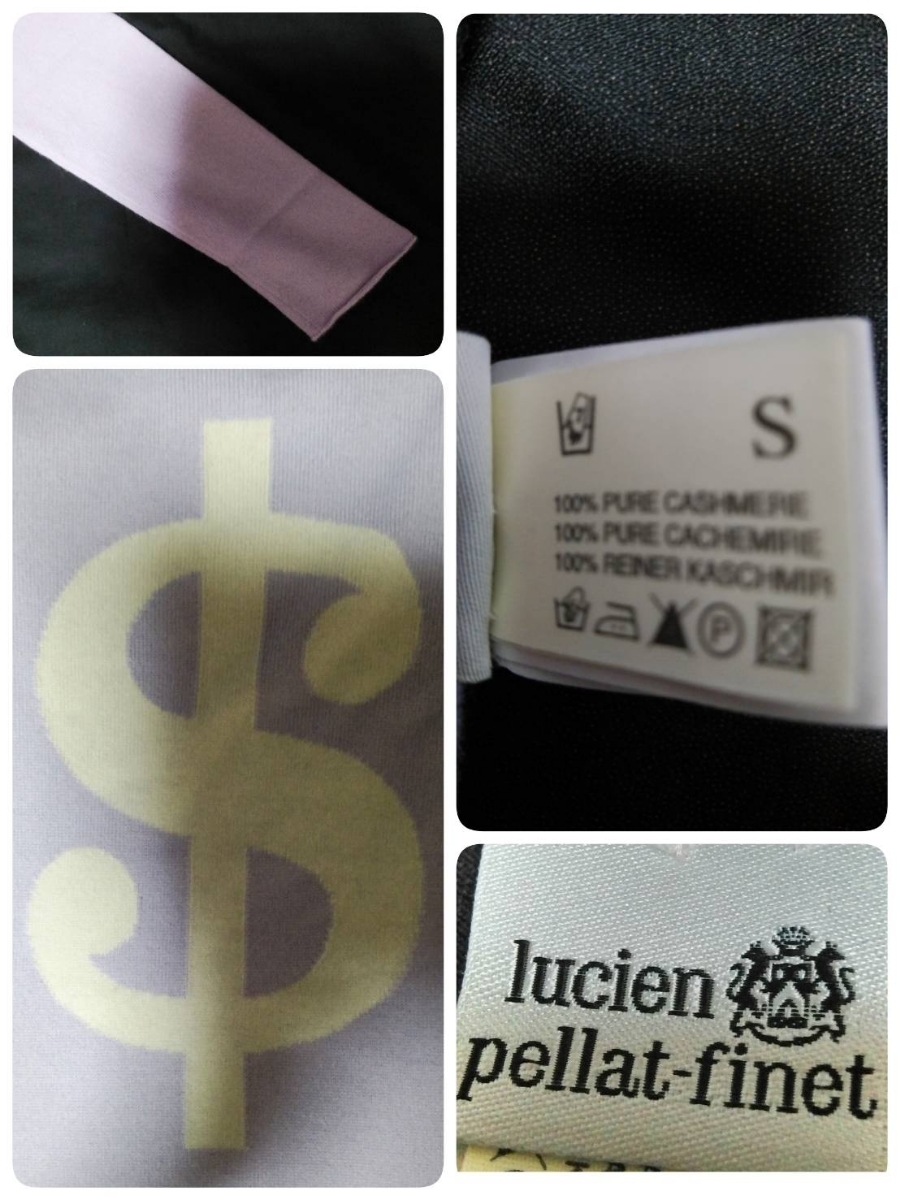 S
100% PURE CASHMERE
100% PURE CACHEMIRE
100% REINER KASCHMIR
P
$
lucien
pellat-finet